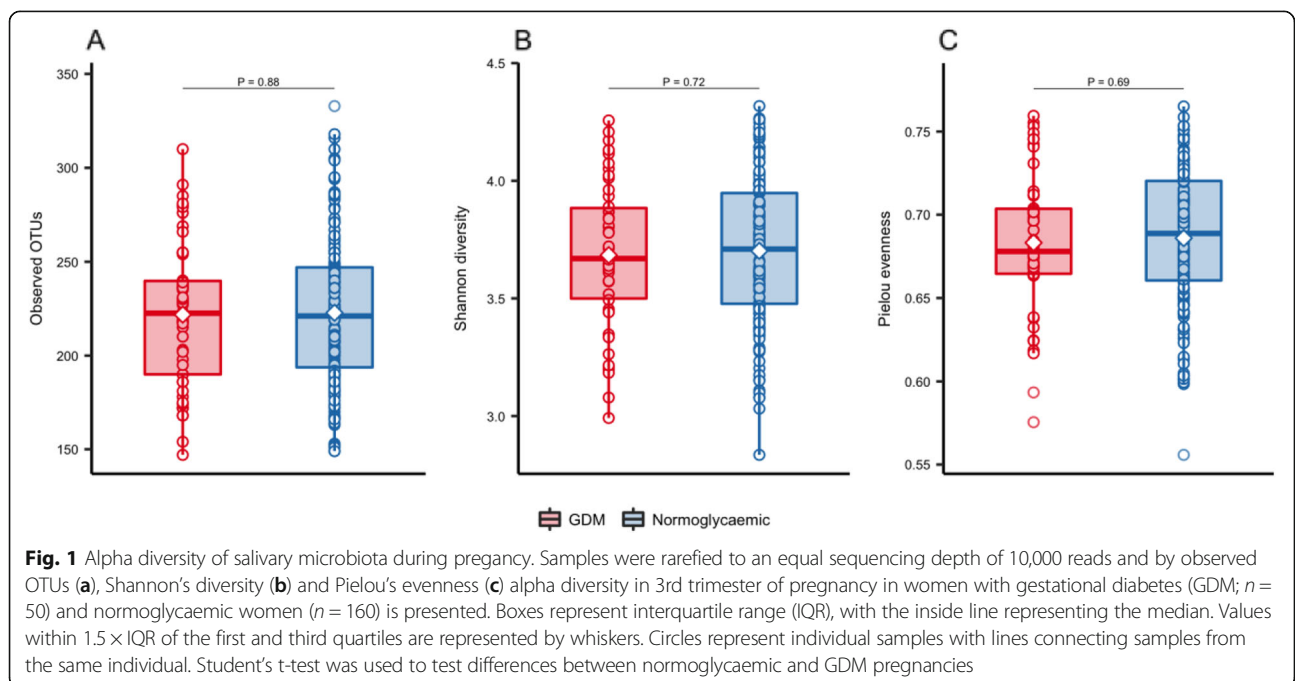 A
B
C
350
300
250
200
150
Observed OTUs
P = 0.88
4.5
4.0
3.5
3.0
Shannon diversity
P = 0.72
0.75
0.70
0.65
0.60
0.55
Pielou evenness
P = 0.69
GDM Normoglycaemic
Fig. 1 Alpha diversity of salivary microbiota during pregancy. Samples were rarefied to an equal sequencing depth of 10,000 reads and by observed
OTUs (a), Shannon's diversity (b) and Pielou's evenness (c) alpha diversity in 3rd trimester of pregnancy in women with gestational diabetes (GDM; n =
50) and normoglycaemic women (n = 160) is presented. Boxes represent interquartile range (IQR), with the inside line representing the median. Values
within 1.5 × IQR of the first and third quartiles are represented by whiskers. Circles represent individual samples with lines connecting samples from
the same individual. Student's t-test was used to test differences between normoglycaemic and GDM pregnancies